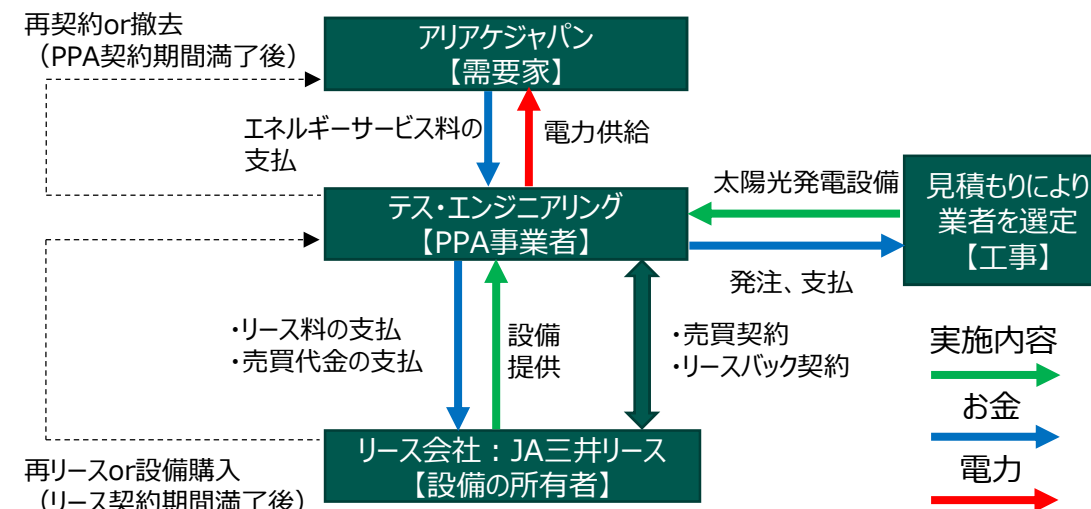 再契約or撤去
（PPA契約期間満了後）
アリアケジャパン
【需要家】
エネルギーサービス料の
支払
電力供給
テス・エンジニアリング
【PPA事業者】
太陽光発電設備
見積もりにより
業者を選定
【工事】
発注、支払
・リース料の支払
・売買代金の支払
設備
提供
・売買契約
・リースバック契約
実施内容
お金
電力
リース会社：JA三井リース
【設備の所有者】
再リースor設備購入
（リース契約期間満了後）